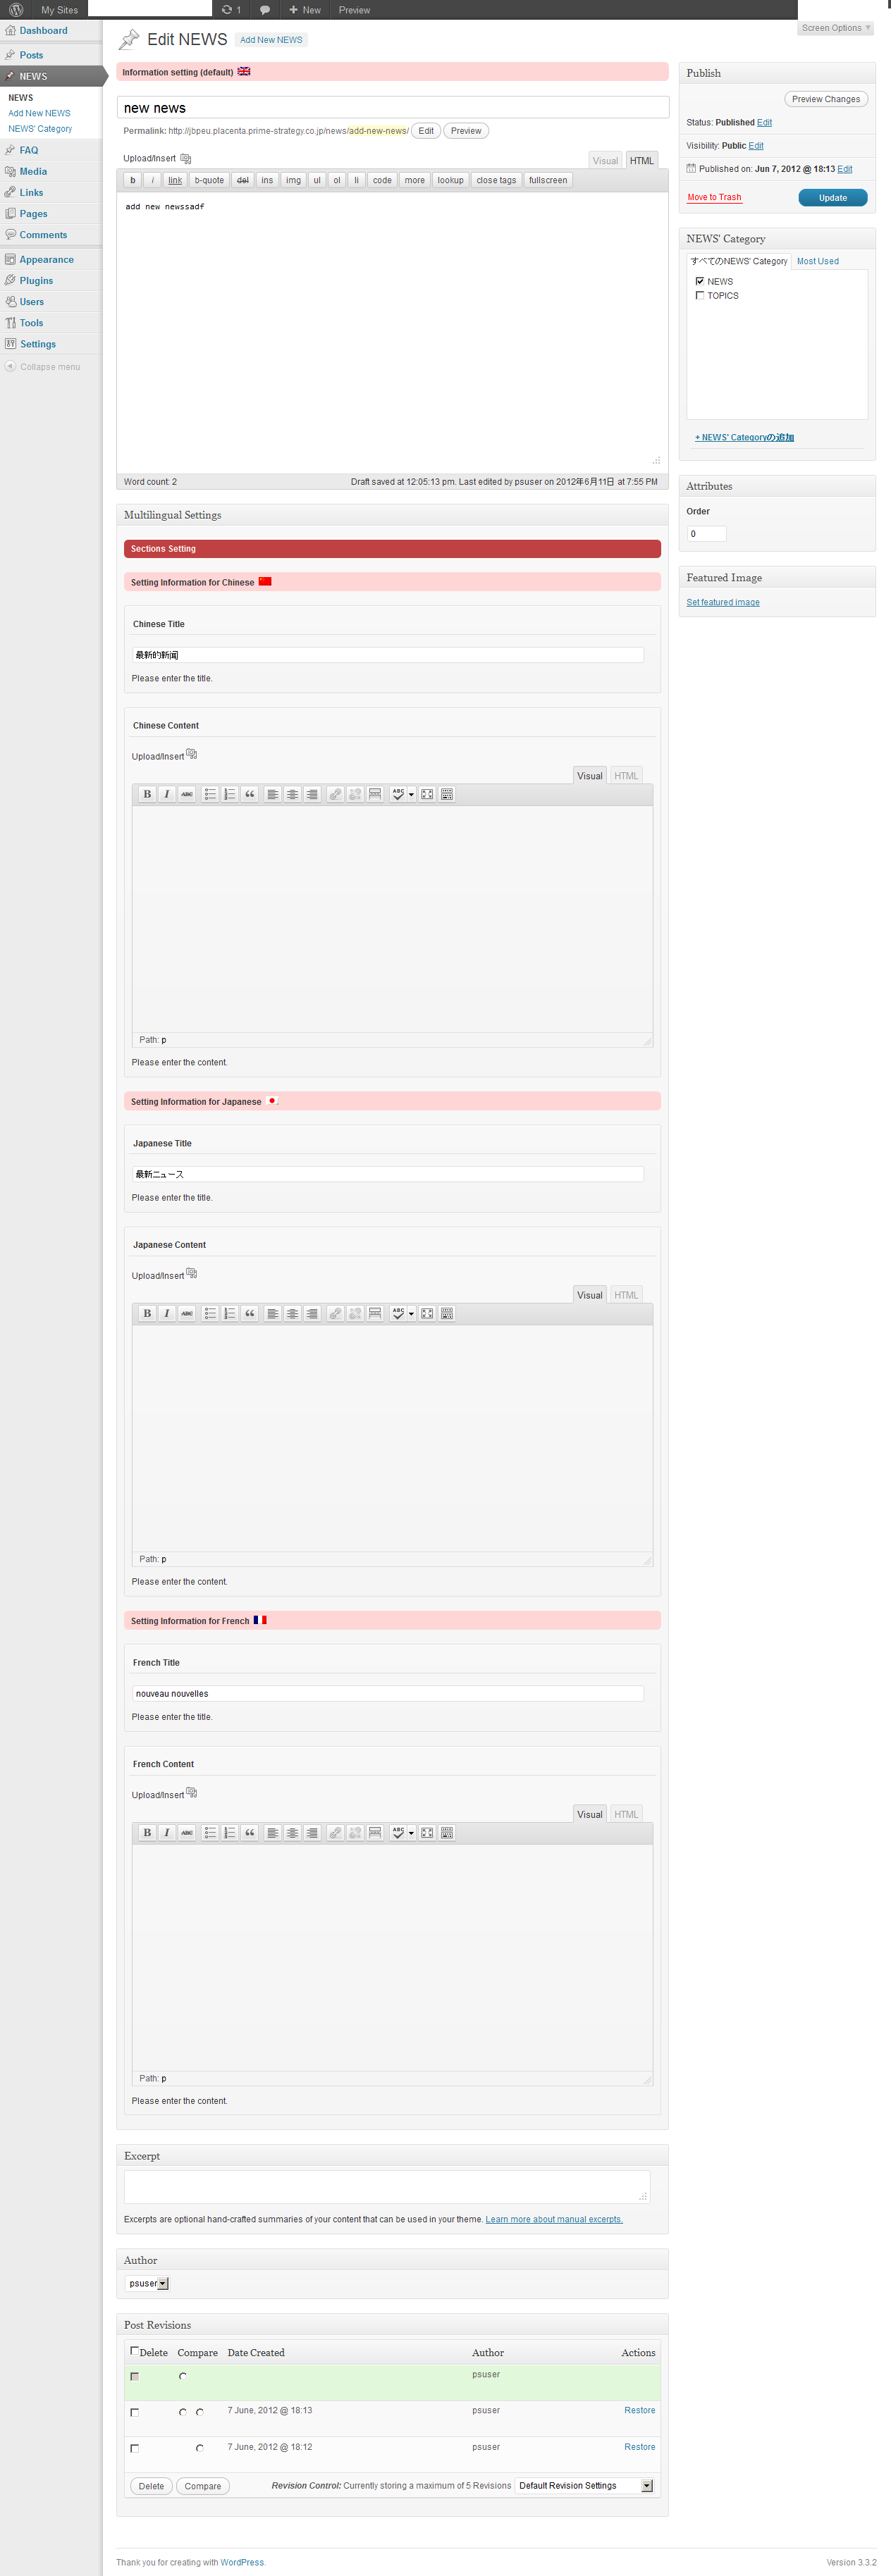 My Sites 1 New Preview
Screen Options
Dashboard
Posts
NEWS
NEWS
Add New NEWS
NEWS' Category
FAQ
Media
Links
Pages
Comments
Appearance
Plugins
Users
Tools
Settings
Collapse menu
Edit NEWS Add New NEWS
Information setting (default)
new news
Permalink: http://jbpeu.placenta.prime-strategy.co.jp/news/add-new-news/ Edit Preview
Upload/Insert Visual HTML
b i link b-quote del ins img ul ol li code more lookup close tags fullscreen
add new newssadf
Word count: 2 Draft saved at 12:05:13 pm. Last edited by psuser on 2012年6月11日 at 7:55 PM
Multilingual Settings
Sections Setting
Setting Information for Chinese
Chinese Title
最新的新闻
Please enter the title.
Chinese Content
Upload/Insert
Visual HTML
B I ABC ABC
Path: p
Please enter the content.
Setting Information for Japanese
Japanese Title
最新ニュース
Please enter the title.
Japanese Content
Upload/Insert
Visual HTML
B I ABC ABC
Path: p
Please enter the content.
Setting Information for French
French Title
nouveau nouvelles
Please enter the title.
French Content
Upload/Insert
Visual HTML
B I ABC ABC
Path: p
Please enter the content.
Excerpt
Excerpts are optional hand-crafted summaries of your content that can be used in your theme. Learn more about manual excerpts.
Author
psuser
Post Revisions
Delete Compare Date Created Author Actions
psuser
7 June, 2012 @ 18:13 psuser Restore
7 June, 2012 @ 18:12 psuser Restore
Delete Compare Revision Control: Currently storing a maximum of 5 Revisions Default Revision Settings
Publish
Preview Changes
Status: Published Edit
Visibility: Public Edit
Published on: Jun 7, 2012 @ 18:13 Edit
Move to Trash Update
NEWS' Category
すべてのNEWS' Category Most Used
NEWS
TOPICS
+ NEWS' Categoryの追加
Attributes
Order
0
Featured Image
Set featured image
Thank you for creating with WordPress. Version 3.3.2